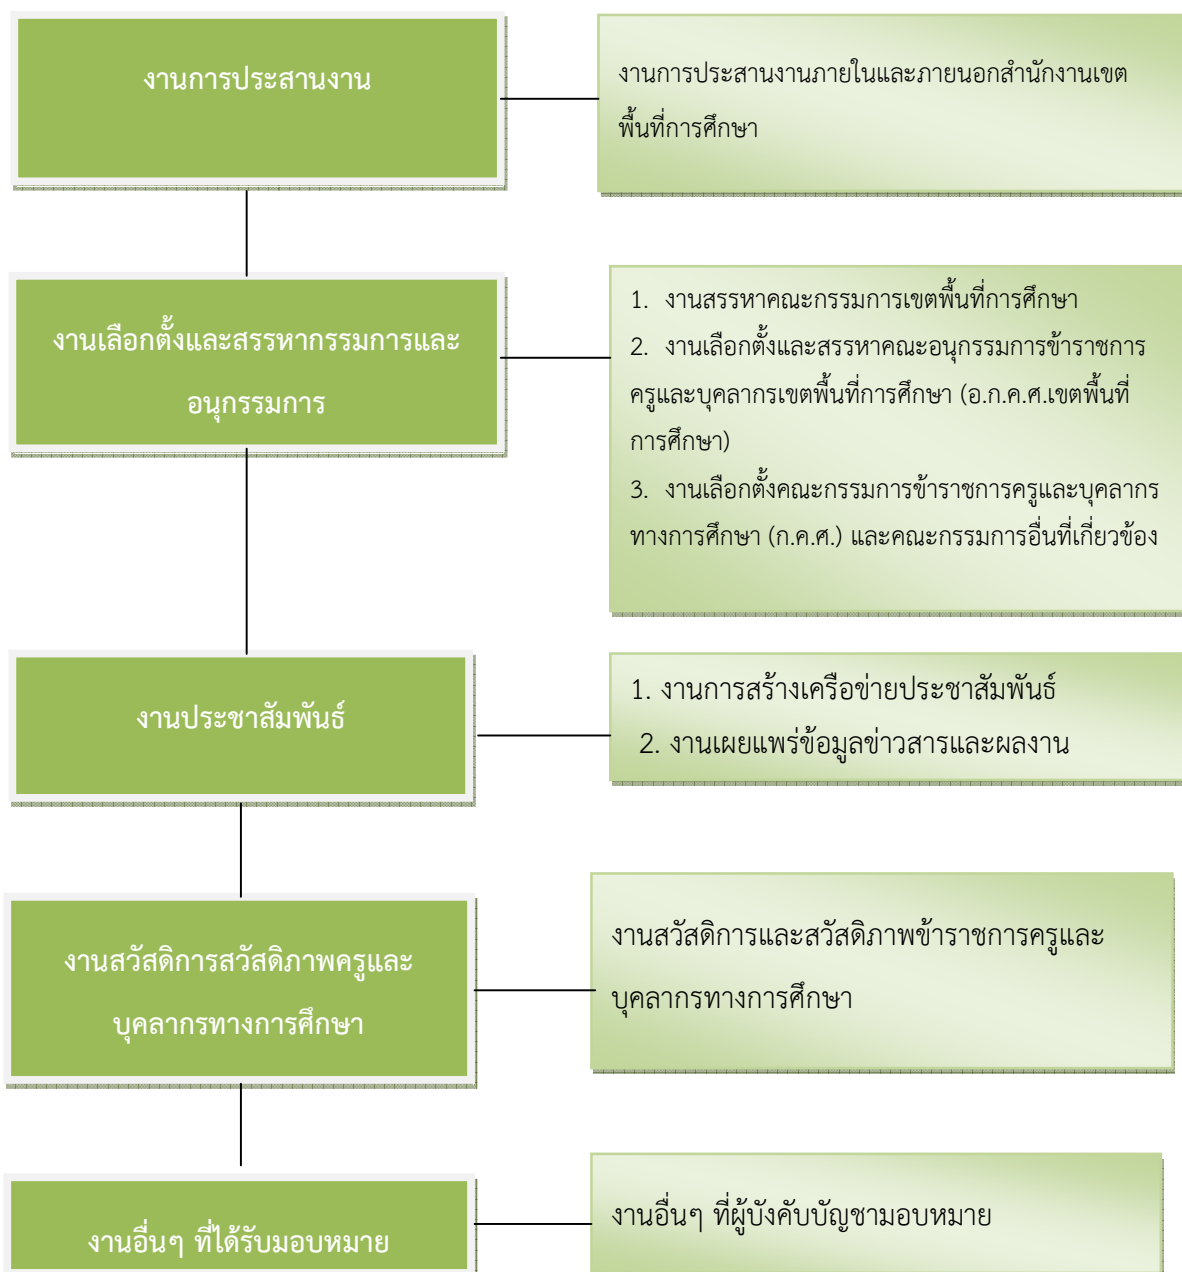 งานการประสานงาน
งานการประสานงานภายในและภายนอกสำนักงานเขต
พื้นที่การศึกษา
งานเลือกตั้งและสรรหากรรมการและ
อนุกรรมการ
1. งานสรรหาคณะกรรมการเขตพื้นที่การศึกษา
2. งานเลือกตั้งและสรรหาคณะอนุกรรมการข้าราชการ
ครูและบุคลากรเขตพื้นที่การศึกษา (อ.ก.ค.ศ.เขตพื้นที่
การศึกษา)
3. งานเลือกตั้งคณะกรรมการข้าราชการครูและบุคลากร
ทางการศึกษา (ก.ค.ศ.) และคณะกรรมการอื่นที่เกี่ยวข้อง
งานประชาสัมพันธ์
1. งานการสร้างเครือข่ายประชาสัมพันธ์
2. งานเผยแพร่ข้อมูลข่าวสารและผลงาน
งานสวัสดิการสวัสดิภาพครูและ
บุคลากรทางการศึกษา
งานสวัสดิการและสวัสดิภาพข้าราชการครูและ
บุคลากรทางการศึกษา
งานอื่นๆ ที่ได้รับมอบหมาย
งานอื่นๆ ที่ผู้บังคับบัญชามอบหมาย